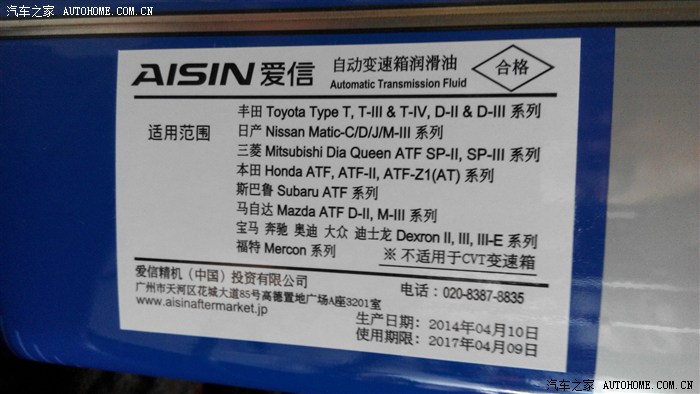 汽车之家 AUTOHOME.COM.CN
AISIN 爱信 自动变速箱润滑油 合格
Automatic Transmission Fluid
适用范围
丰田 Toyota Type T, T-III & T-IV, D-II & D-III 系列
日产 Nissan Matic-C/D/J/M-III 系列
三菱 Mitsubishi Dia Queen ATF SP-II, SP-III 系列
本田 Honda ATF, ATF-II, ATF-Z1(AT) 系列
斯巴鲁 Subaru ATF 系列
马自达 Mazda ATF D-II, M-III 系列
宝马 奔驰 奥迪 大众 迪士龙 Dexron II, III, III-E 系列
福特 Mercon 系列 ※ 不适用于CVT变速箱
爱信精机（中国）投资有限公司
广州市天河区花城大道85号高德置地广场A座3201室 电话：020-8387-8835
www.aisinaftermarket.jp
生产日期：2014年04月10日
使用期限：2017年04月09日
汽车之家 AUTOHOME.COM.CN